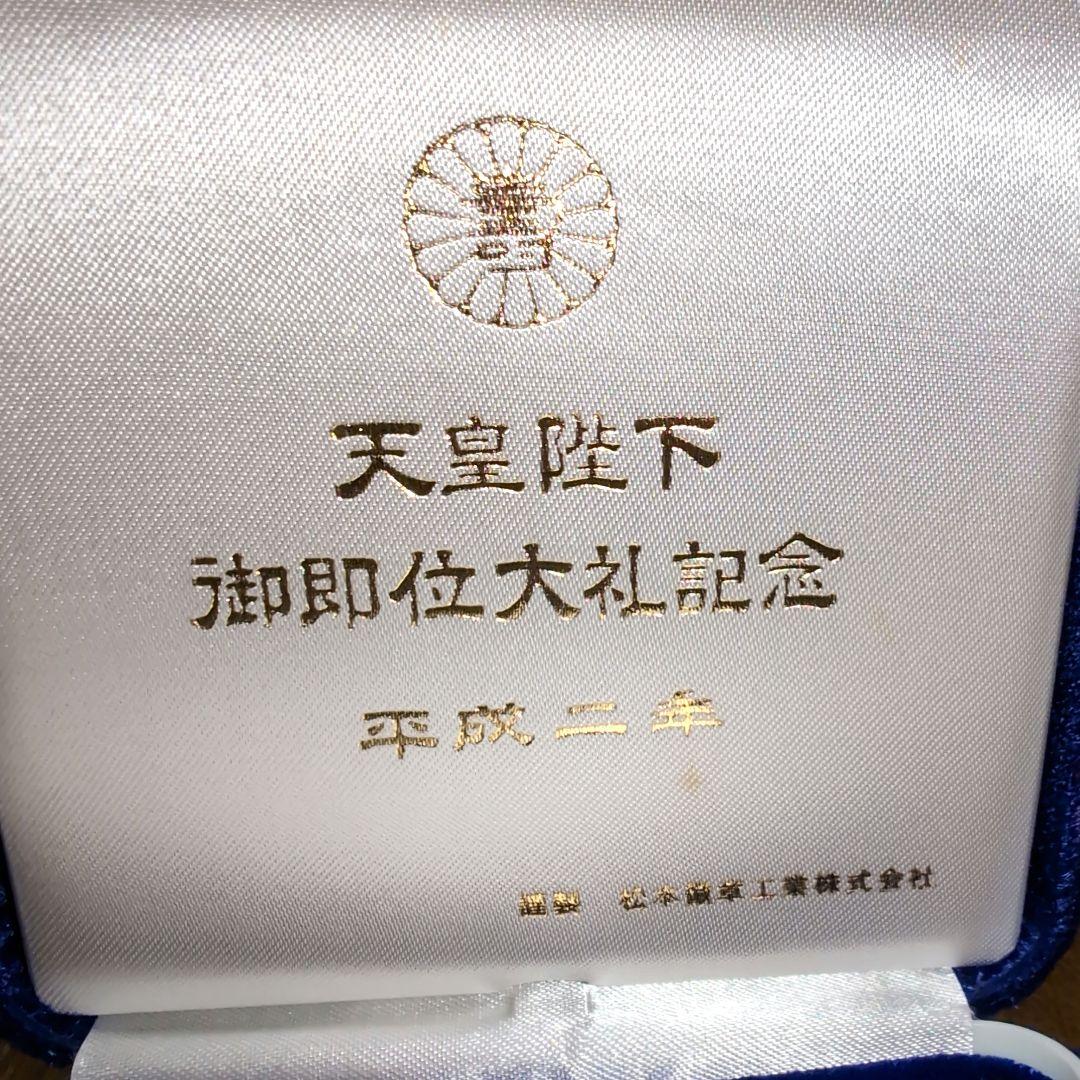 天皇陛下
御即位大礼記念
平成二年
謹製 松本徽章工業株式会社